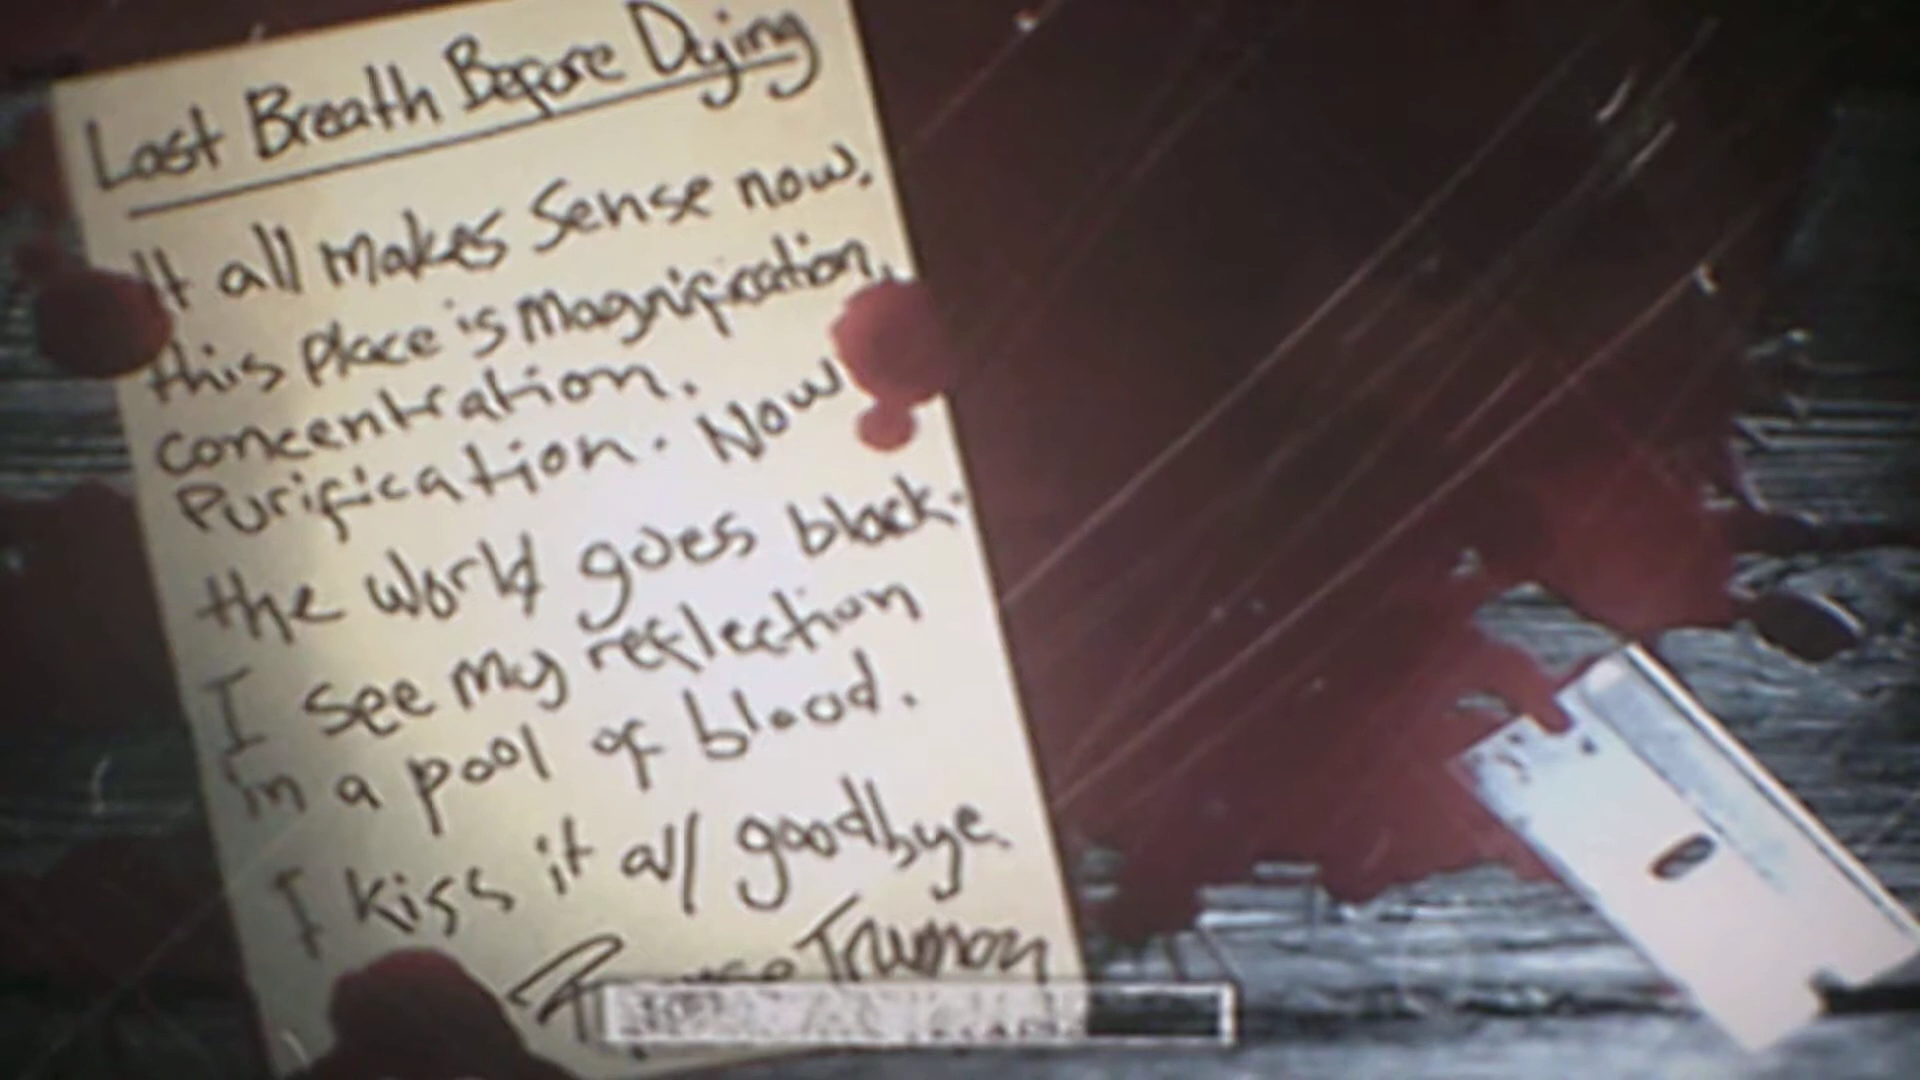 Last Breath Before Dying
It all makes Sense now.
this place is magnification,
concentration.
Purification. Now
the world goes black.
I see my reflection
in a pool of blood.
I kiss it all goodbye.
Truman